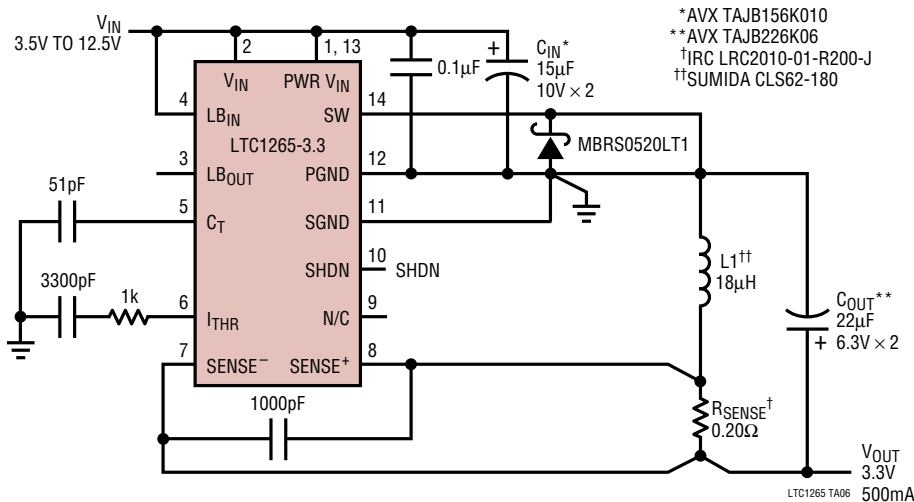 V_IN
3.5V TO 12.5V
*AVX TAJB156K010
**AVX TAJB226K06
†IRC LRC2010-01-R200-J
††SUMIDA CLS62-180
2
1, 13
V_IN
PWR V_IN
0.1µF
+
C_IN*
15µF
10V × 2
4
LB_IN
SW
14
LTC1265-3.3
MBRS0520LT1
3
LB_OUT
PGND
12
51pF
5
C_T
SGND
11
SHDN
10
SHDN
3300pF
1k
6
I_THR
N/C
9
L1††
18µH
C_OUT**
22µF
+ 6.3V × 2
7
SENSE⁻
SENSE⁺
8
1000pF
R_SENSE†
0.20Ω
V_OUT
3.3V
500mA
LTC1265 TA06